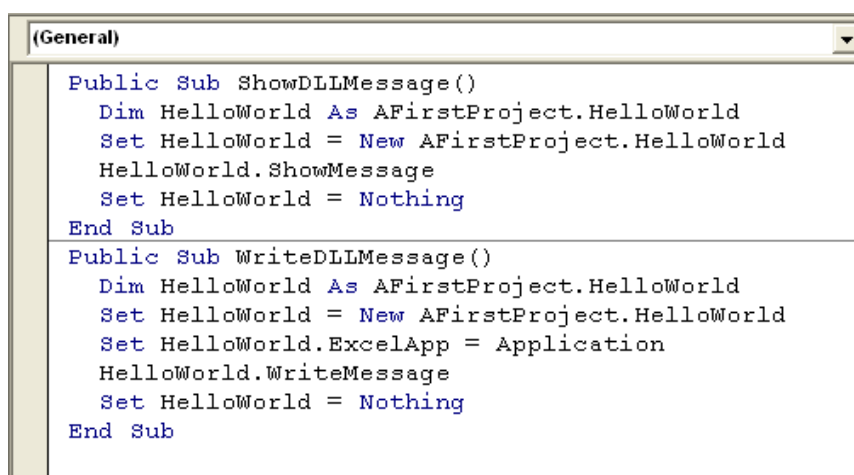 (General)
Public Sub ShowDLLMessage()
Dim HelloWorld As AFirstProject.HelloWorld
Set HelloWorld = New AFirstProject.HelloWorld
HelloWorld.ShowMessage
Set HelloWorld = Nothing
End Sub
Public Sub WriteDLLMessage()
Dim HelloWorld As AFirstProject.HelloWorld
Set HelloWorld = New AFirstProject.HelloWorld
Set HelloWorld.ExcelApp = Application
HelloWorld.WriteMessage
Set HelloWorld = Nothing
End Sub